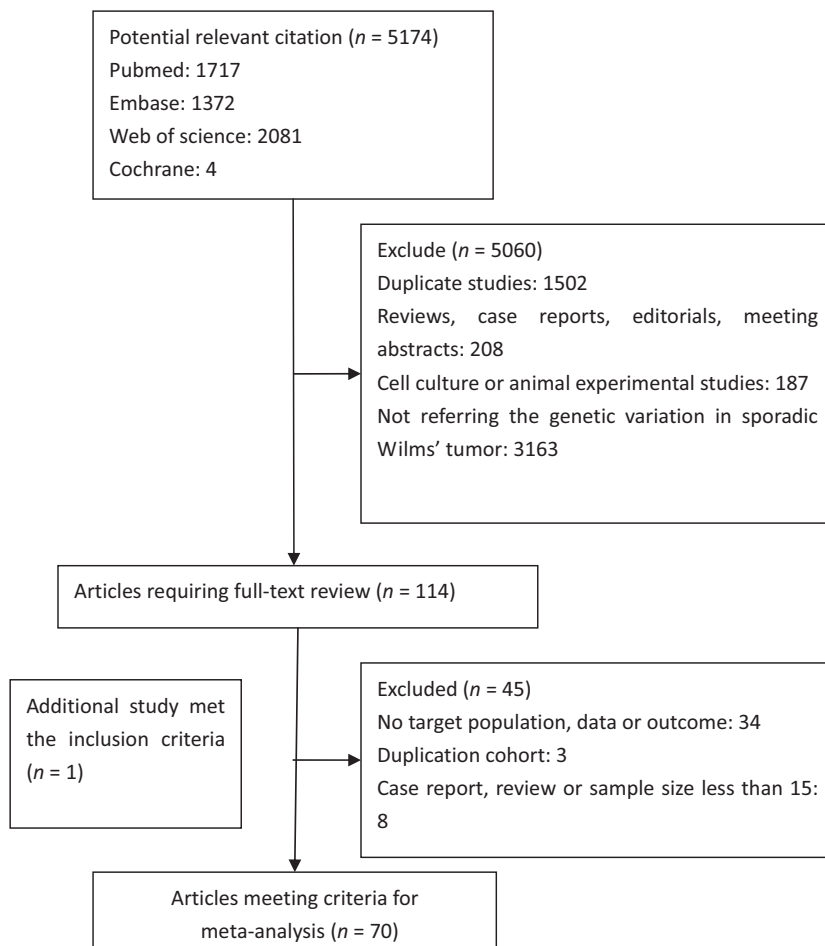 Potential relevant citation (n = 5174)
Pubmed: 1717
Embase: 1372
Web of science: 2081
Cochrane: 4
Exclude (n = 5060)
Duplicate studies: 1502
Reviews, case reports, editorials, meeting
abstracts: 208
Cell culture or animal experimental studies: 187
Not referring the genetic variation in sporadic
Wilms’ tumor: 3163
Articles requiring full-text review (n = 114)
Additional study met
the inclusion criteria
(n = 1)
Excluded (n = 45)
No target population, data or outcome: 34
Duplication cohort: 3
Case report, review or sample size less than 15:
8
Articles meeting criteria for
meta-analysis (n = 70)